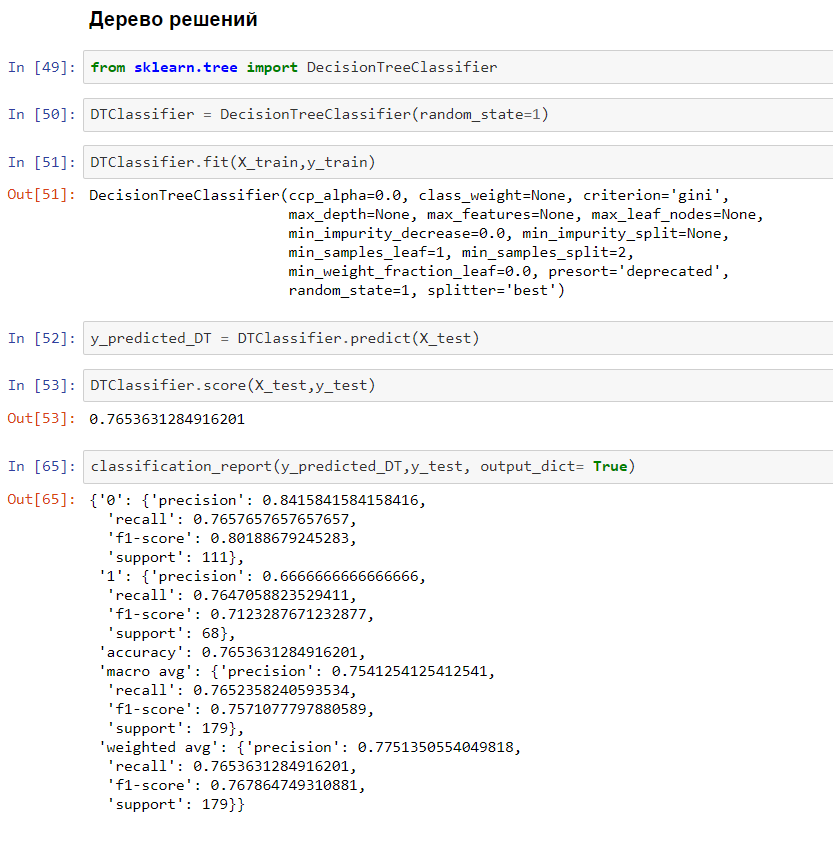 Дерево решений
In [49]: from sklearn.tree import DecisionTreeClassifier
In [50]: DTClassifier = DecisionTreeClassifier(random_state=1)
In [51]: DTClassifier.fit(X_train,y_train)
Out[51]: DecisionTreeClassifier(ccp_alpha=0.0, class_weight=None, criterion='gini',
max_depth=None, max_features=None, max_leaf_nodes=None,
min_impurity_decrease=0.0, min_impurity_split=None,
min_samples_leaf=1, min_samples_split=2,
min_weight_fraction_leaf=0.0, presort='deprecated',
random_state=1, splitter='best')
In [52]: y_predicted_DT = DTClassifier.predict(X_test)
In [53]: DTClassifier.score(X_test,y_test)
Out[53]: 0.7653631284916201
In [65]: classification_report(y_predicted_DT,y_test, output_dict= True)
Out[65]: {'0': {'precision': 0.8415841584158416,
'recall': 0.7657657657657657,
'f1-score': 0.80188679245283,
'support': 111},
'1': {'precision': 0.6666666666666666,
'recall': 0.7647058823529411,
'f1-score': 0.7123287671232877,
'support': 68},
'accuracy': 0.7653631284916201,
'macro avg': {'precision': 0.7541254125412541,
'recall': 0.7652358240593534,
'f1-score': 0.7571077797880589,
'support': 179},
'weighted avg': {'precision': 0.7751350554049818,
'recall': 0.7653631284916201,
'f1-score': 0.767864749310881,
'support': 179}}